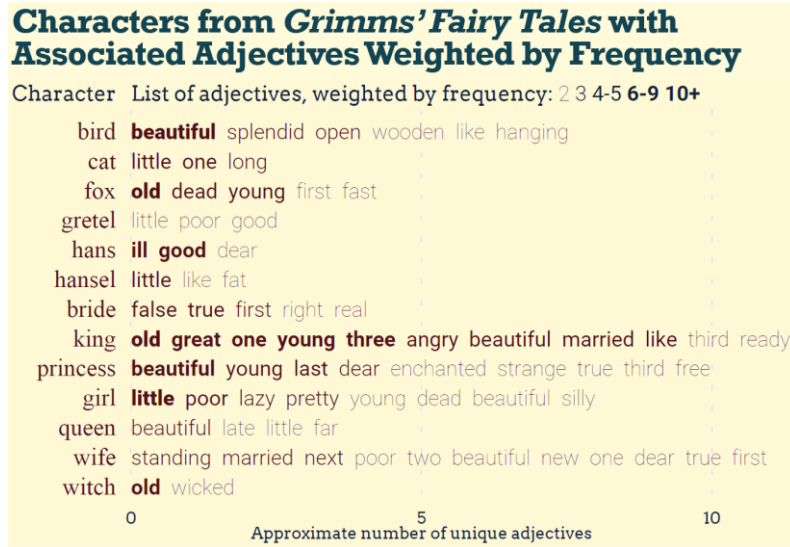 Characters from Grimms' Fairy Tales with
Associated Adjectives Weighted by Frequency
Character List of adjectives, weighted by frequency: 2 3 4-5 6-9 10+
bird beautiful splendid open wooden like hanging
cat little one long
fox old dead young first fast
gretel little poor good
hans ill good dear
hansel little like fat
bride false true first right real
king old great one young three angry beautiful married like third ready
princess beautiful young last dear enchanted strange true third free
girl little poor lazy pretty young dead beautiful silly
queen beautiful late little far
wife standing married next poor two beautiful new one dear true first
witch old wicked
0 5 10
Approximate number of unique adjectives